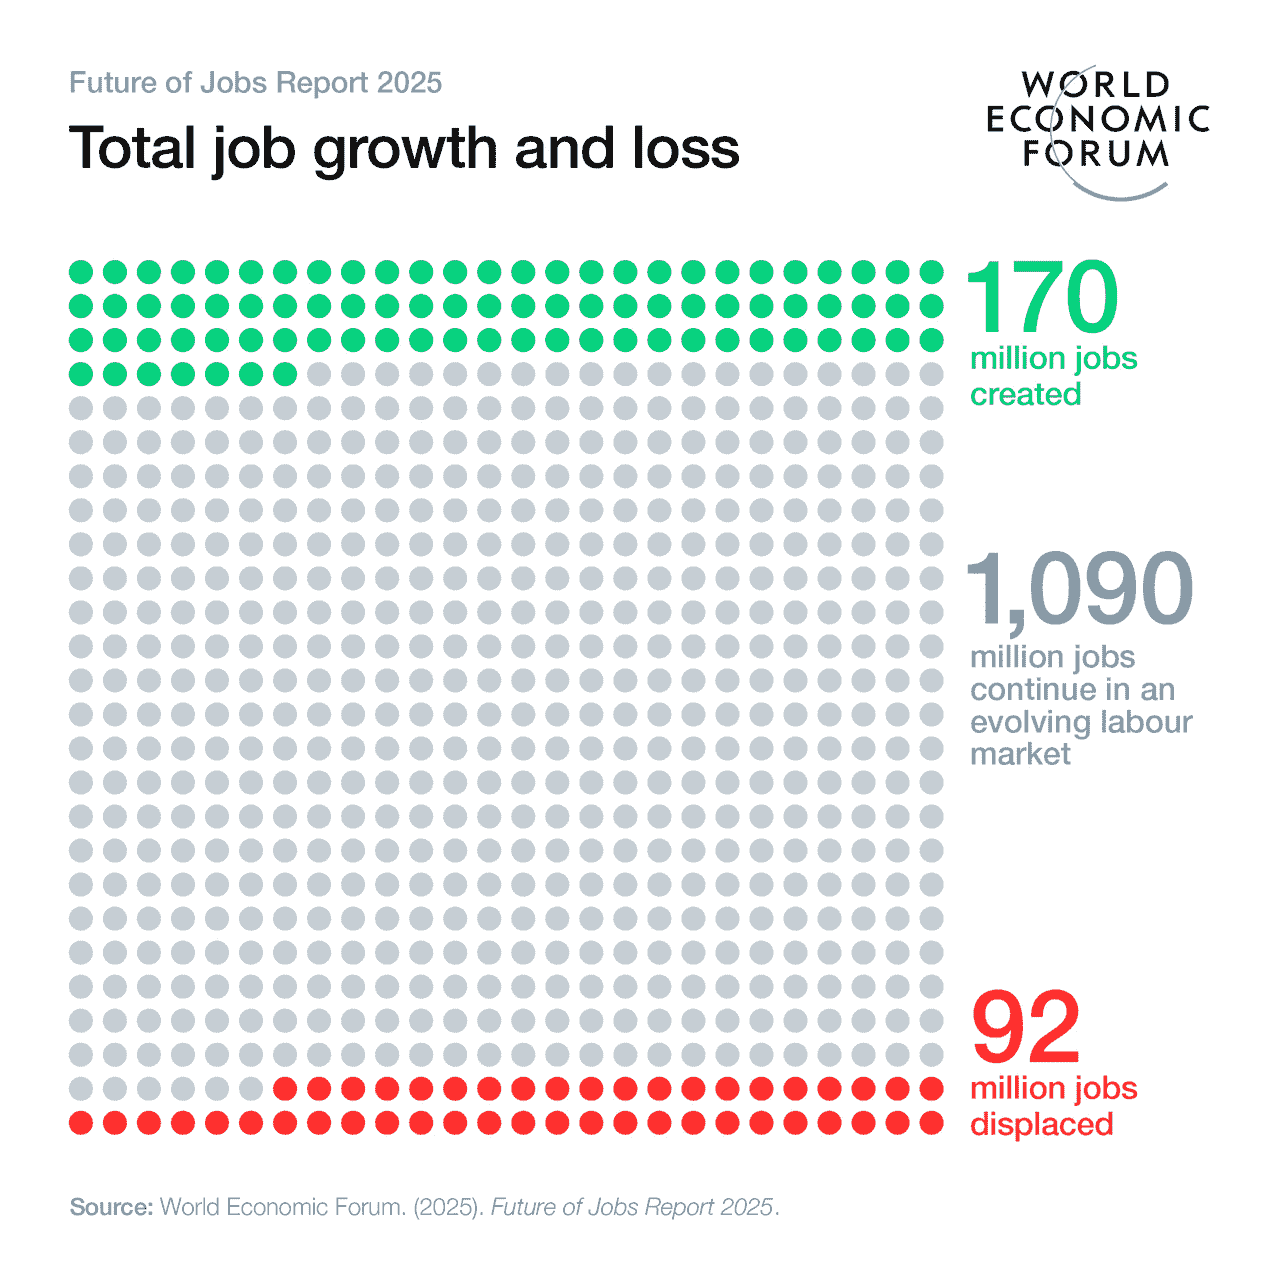 Future of Jobs Report 2025
Total job growth and loss
WORLD
ECONOMIC
FORUM
170
million jobs
created
1,090
million jobs
continue in an
evolving labour
market
92
million jobs
displaced
Source: World Economic Forum. (2025). Future of Jobs Report 2025.